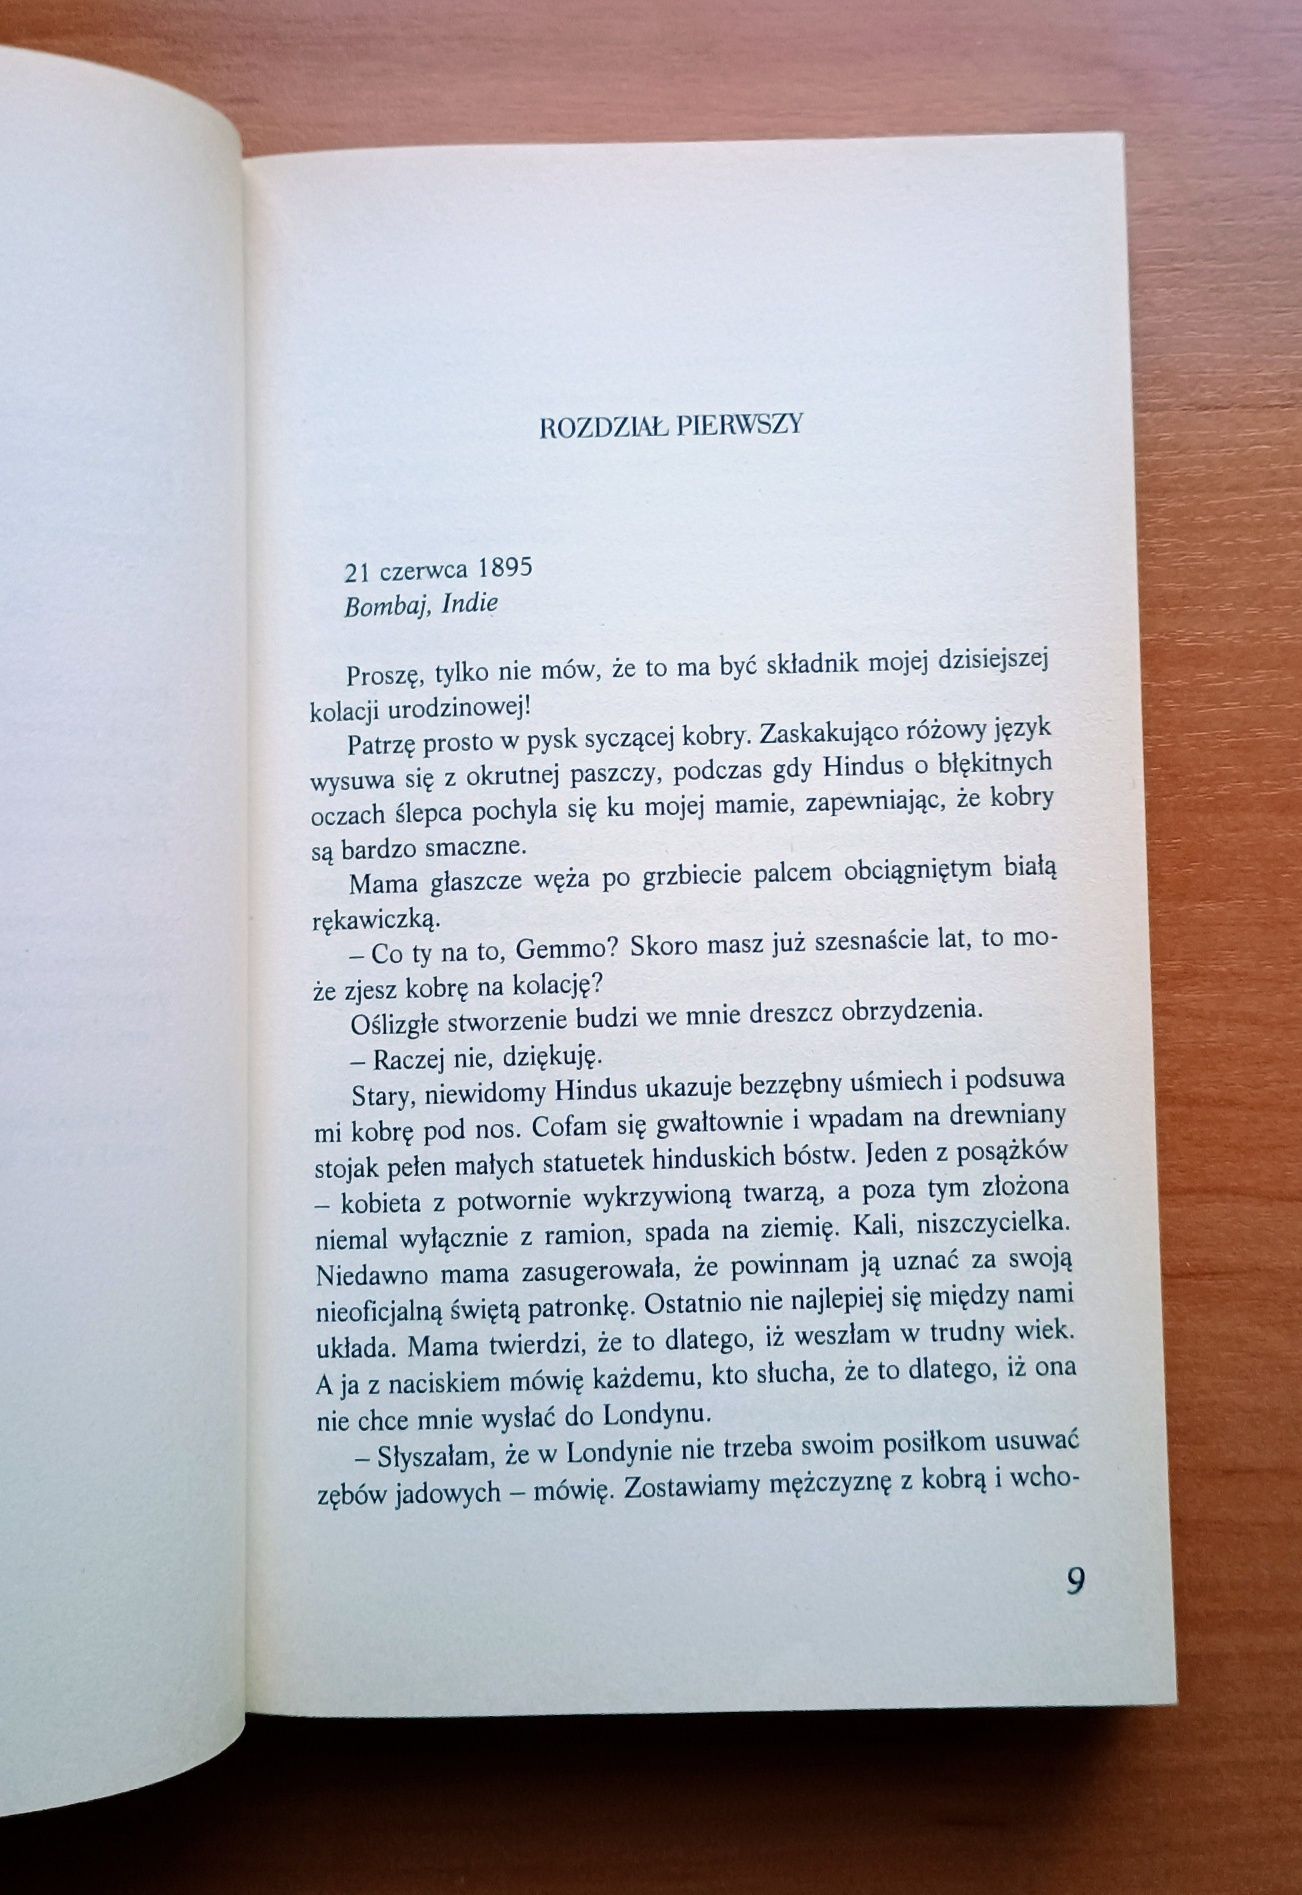 ROZDZIAŁ PIERWSZY
21 czerwca 1895
Bombaj, Indie
Proszę, tylko nie mów, że to ma być składnik mojej dzisiejszej
kolacji urodzinowej!
Patrzę prosto w pysk syczącej kobry. Zaskakująco różowy język
wysuwa się z okrutnej paszczy, podczas gdy Hindus o błękitnych
oczach ślepca pochyla się ku mojej mamie, zapewniając, że kobry
są bardzo smaczne.
Mama głaszcze węża po grzbiecie palcem obciągniętym białą
rękawiczką.
– Co ty na to, Gemmo? Skoro masz już szesnaście lat, to mo-
że zjesz kobrę na kolację?
Oślizgłe stworzenie budzi we mnie dreszcz obrzydzenia.
– Raczej nie, dziękuję.
Stary, niewidomy Hindus ukazuje bezzębny uśmiech i podsuwa
mi kobrę pod nos. Cofam się gwałtownie i wpadam na drewniany
stojak pełen małych statuetek hinduskich bóstw. Jeden z posążków
– kobieta z potwornie wykrzywioną twarzą, a poza tym złożona
niemal wyłącznie z ramion, spada na ziemię. Kali, niszczycielka.
Niedawno mama zasugerowała, że powinnam ją uznać za swoją
nieoficjalną świętą patronkę. Ostatnio nie najlepiej się między nami
układa. Mama twierdzi, że to dlatego, iż weszłam w trudny wiek.
A ja z naciskiem mówię każdemu, kto słucha, że to dlatego, iż ona
nie chce mnie wysłać do Londynu.
– Słyszałam, że w Londynie nie trzeba swoim posiłkom usuwać
zębów jadowych – mówię. Zostawiamy mężczyznę z kobrą i wcho-
9